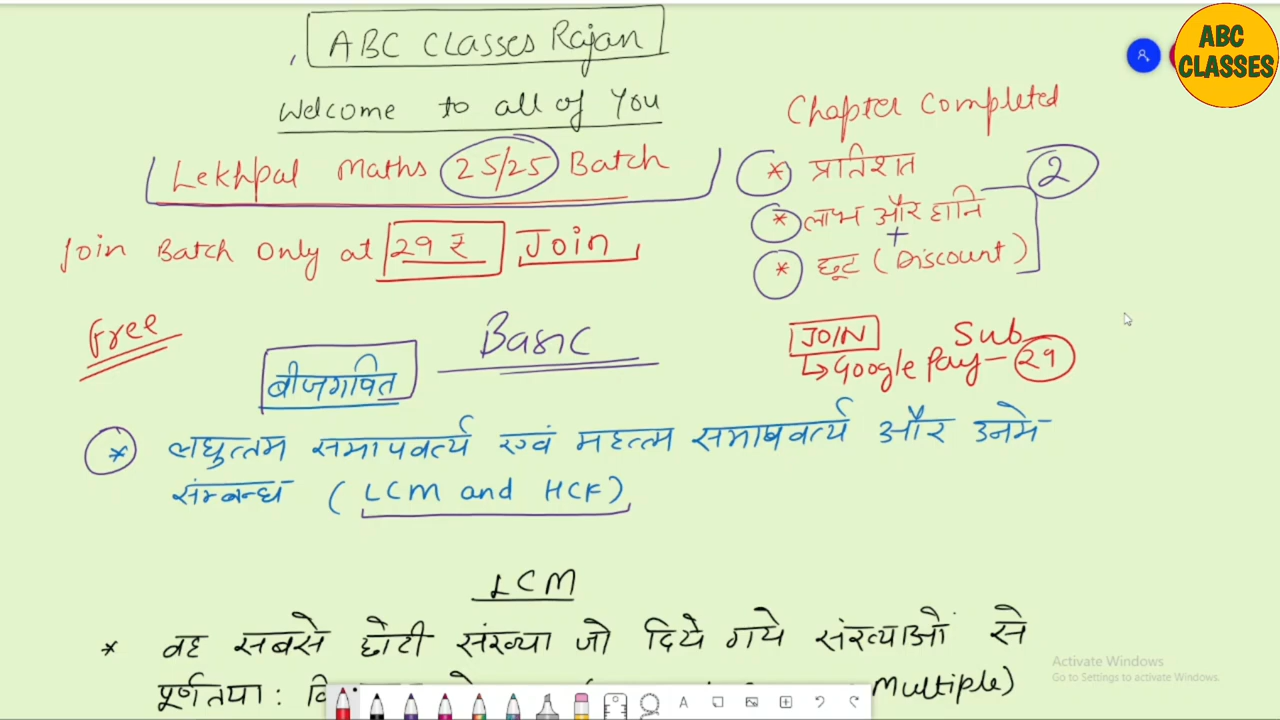 ABC Classes Rajan
Welcome to all of You
Lekhpal Maths 25/25 Batch
Join Batch Only at 29 ₹ Join
Free
Basic
बीजगणित
Chapter Completed
* प्रतिशत
2
* लाभ और हानि
+
* छूट (Discount)
JOIN Sub
↳ Google Pay - 29
* लघुत्तम समापवर्त्य एवं महत्तम समापवर्त्य और उनमे
संम्बन्ध (LCM and HCF)
LCM
* वह सबसे छोटी संख्या जो दिये गये संख्याओं से
पूर्णतया: Multiple)
ABC
CLASSES
Activate Windows
Go to Settings to activate Windows.